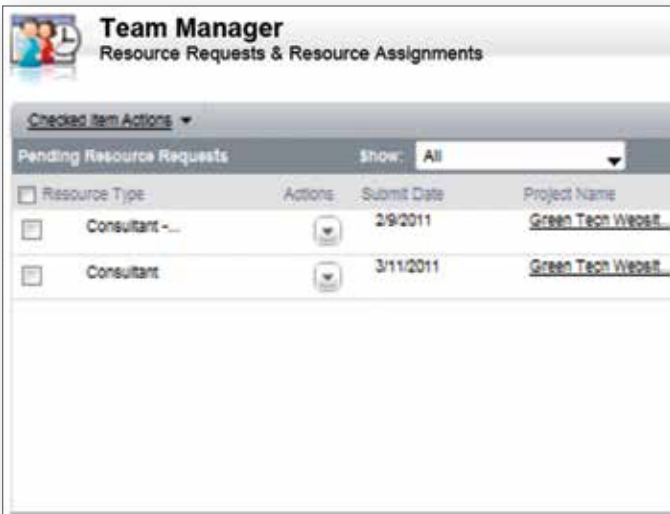 Team Manager
Resource Requests & Resource Assignments
Checked Item Actions
Pending Resource Requests Show: All
Resource Type Actions Submit Date Project Name
Consultant -... 2/9/2011 Green Tech Websit...
Consultant 3/11/2011 Green Tech Websit...